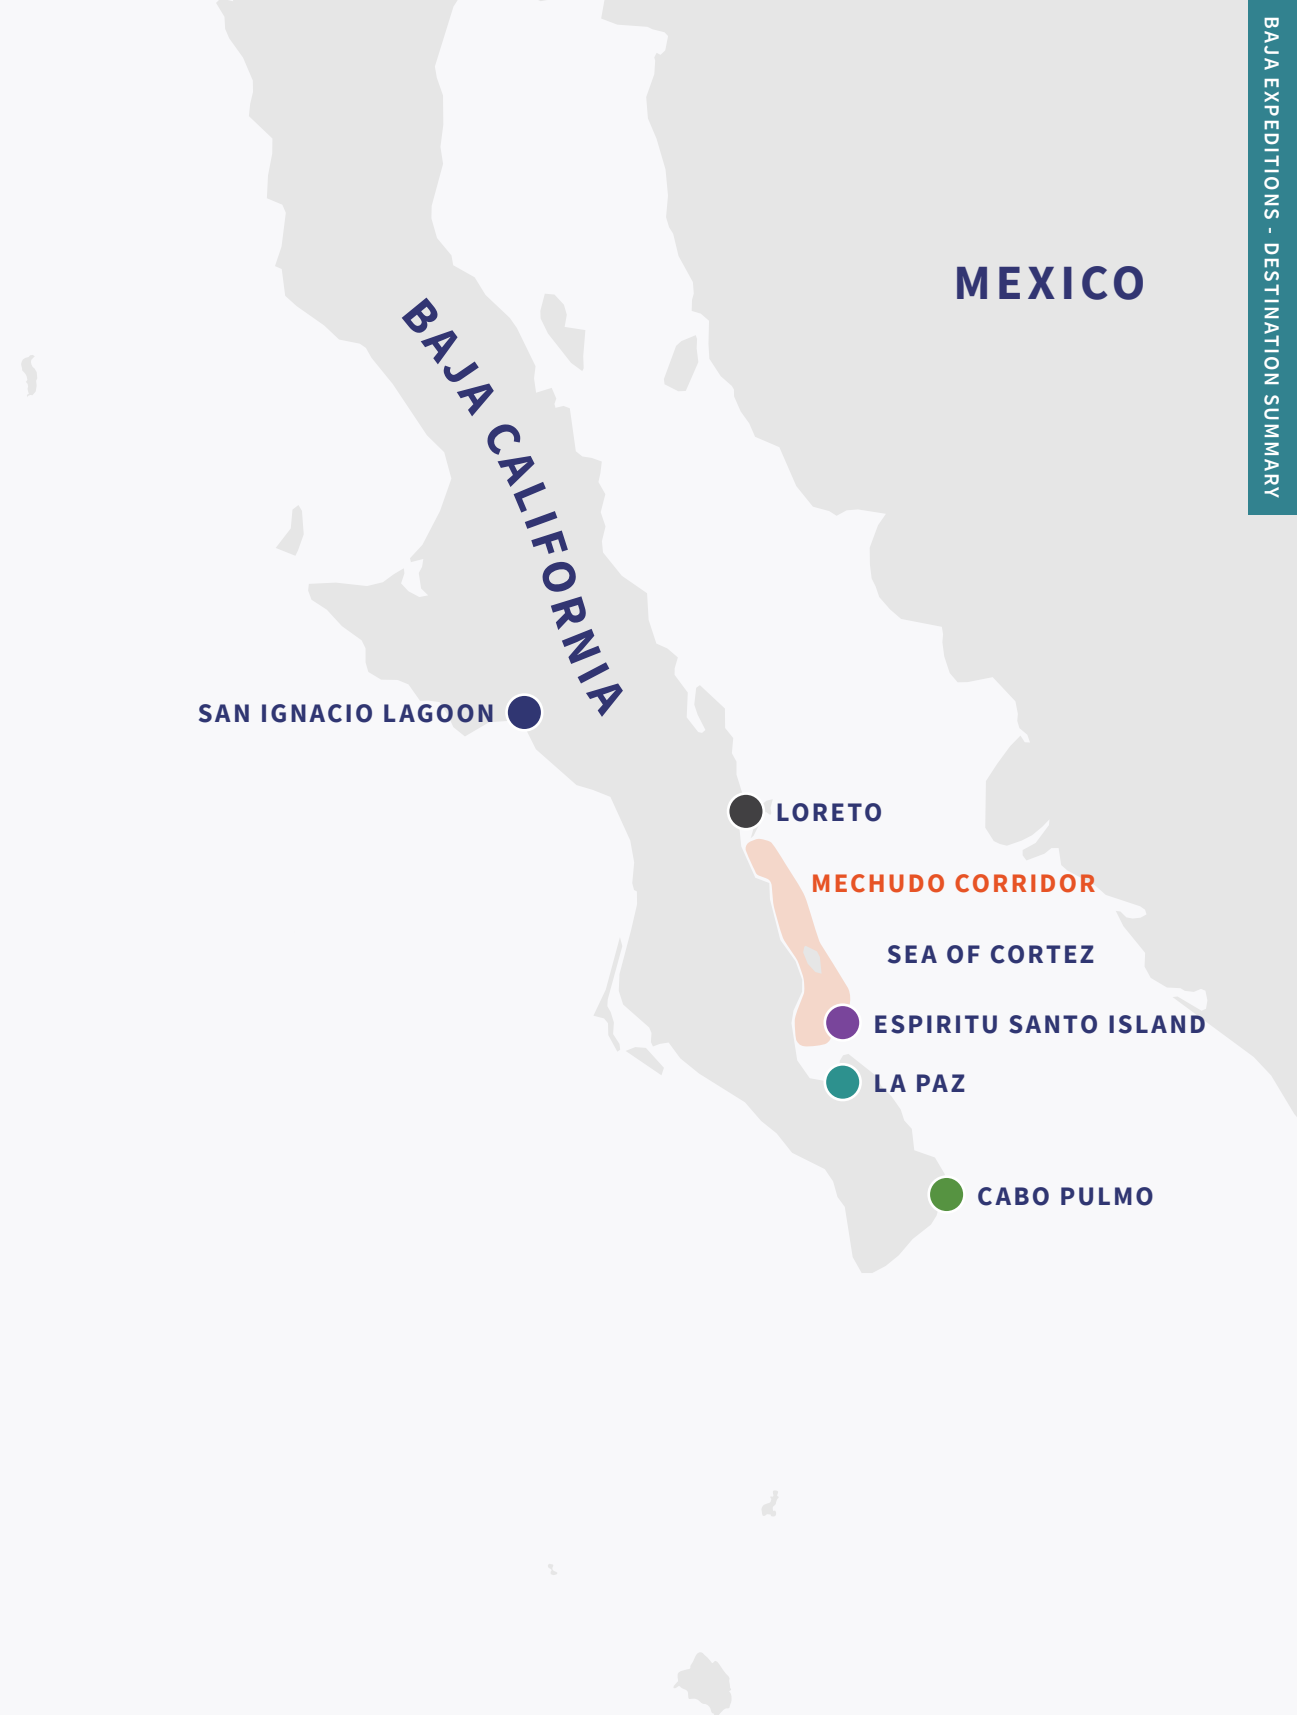 BAJA EXPEDITIONS - DESTINATION SUMMARY
MEXICO
BAJA CALIFORNIA
SAN IGNACIO LAGOON
LORETO
MECHUDO CORRIDOR
SEA OF CORTEZ
ESPIRITU SANTO ISLAND
LA PAZ
CABO PULMO